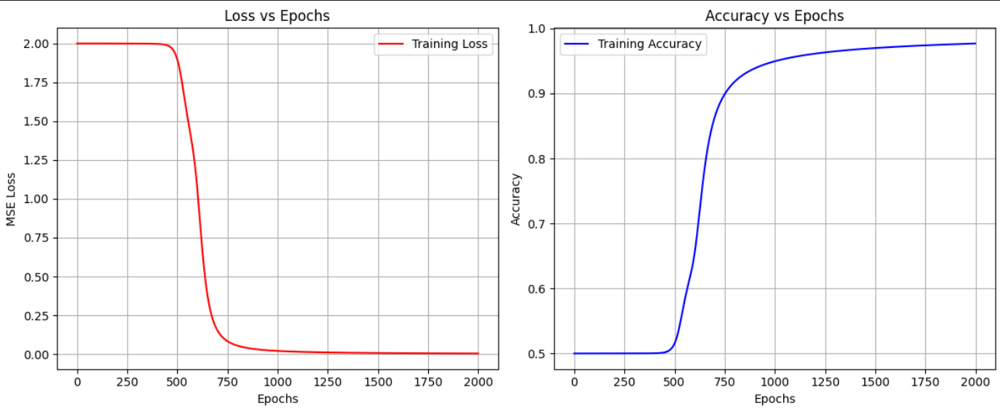 Loss vs Epochs
Training Loss
2.00
1.75
1.50
1.25
1.00
0.75
0.50
0.25
0.00
MSE Loss
0 250 500 750 1000 1250 1500 1750 2000
Epochs
Accuracy vs Epochs
Training Accuracy
1.0
0.9
0.8
0.7
0.6
0.5
Accuracy
0 250 500 750 1000 1250 1500 1750 2000
Epochs